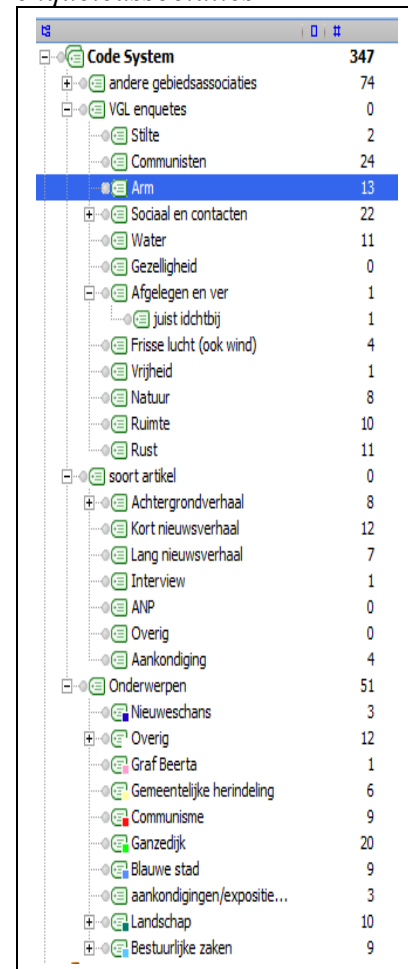 Code System 347
andere gebiedsassociaties 74
VGL enquetes 0
Stilte 2
Communisten 24
Arm 13
Sociaal en contacten 22
Water 11
Gezelligheid 0
Afgelegen en ver 1
juist idchtbij 1
Frisse lucht (ook wind) 4
Vrijheid 1
Natuur 8
Ruimte 10
Rust 11
soort artikel 0
Achtergrondverhaal 8
Kort nieuwsverhaal 12
Lang nieuwsverhaal 7
Interview 1
ANP 0
Overig 0
Aankondiging 4
Onderwerpen 51
Nieuweschans 3
Overig 12
Graf Beerta 1
Gemeentelijke herindeling 6
Communisme 9
Ganzedijk 20
Blauwe stad 9
aankondigingen/expositie... 3
Landschap 10
Bestuurlijke zaken 9